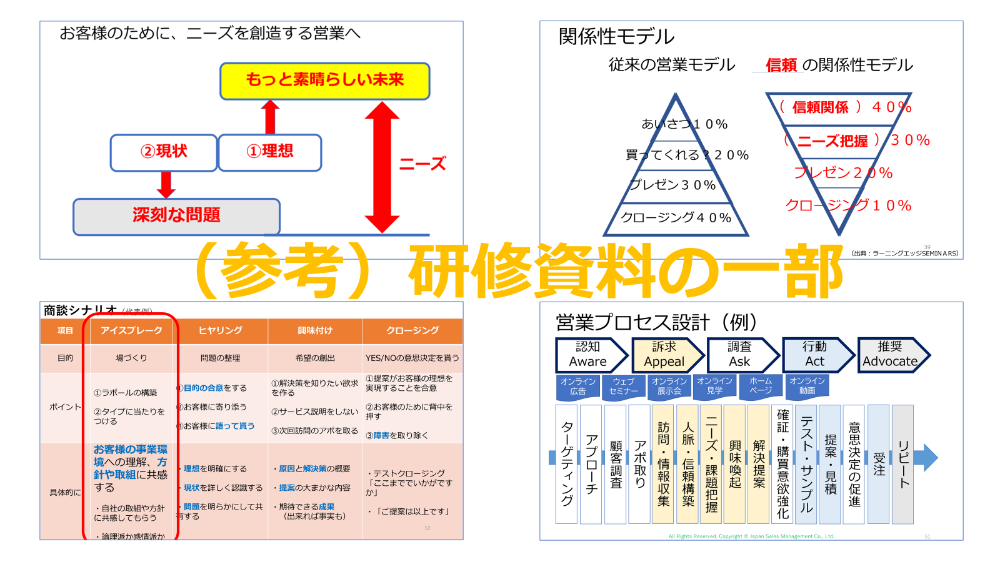 お客様のために、ニーズを創造する営業へ
もっと素晴らしい未来
②現状
①理想
ニーズ
深刻な問題
関係性モデル
従来の営業モデル
信頼 の関係性モデル
あいさつ１０％
買ってくれる？２０％
プレゼン３０％
クロージング４０％
（ 信頼関係 ）４０％
（ ニーズ把握 ）３０％
プレゼン２０％
クロージング１０％
39
（出典：ラーニングエッジSEMINARS）
（参考）研修資料の一部
商談シナリオ（代表例）
項目
アイスブレーク
ヒヤリング
興味付け
クロージング
目的
場づくり
問題の整理
希望の創出
YES/NOの意思決定を貰う
ポイント
①ラポールの構築
②タイプに当たりを
つける
①目的の合意をする
②お客様に寄り添う
③お客様に語って貰う
①解決策を知りたい欲求
を作る
②サービス説明をしない
③次回訪問のアポを取る
①提案がお客様の理想を
実現することを合意
②お客様のために背中を
押す
③障害を取り除く
具体的に
お客様の事業環
境への理解、方
針や取組に共感
する
・自社の取組や方針
に共感してもらう
・論理派か感情派か
・理想を明確にする
・現状を詳しく認識する
・問題を明らかにして共
有する
・原因と解決策の概要
・提案の大まかな内容
・期待できる成果
（出来れば事実も）
・テストクロージング
「ここまででいかがです
か」
・「ご提案は以上です」
52
営業プロセス設計（例）
認知
Aware
訴求
Appeal
調査
Ask
行動
Act
推奨
Advocate
オンライン
広告
ウェブ
セミナー
オンライン
展示会
オンライン
見学
ホーム
ページ
オンライン
動画
ターゲティング
アプローチ
顧客調査
アポ取り
訪問・情報収集
人脈・信頼構築
ニーズ・課題把握
興味喚起
解決提案
確証・購買意欲強化
テスト・サンプル
提案・見積
意思決定の促進
受注
リピート
All Rights Reserved. Copyright © Japan Sales Management Co., Ltd.
51